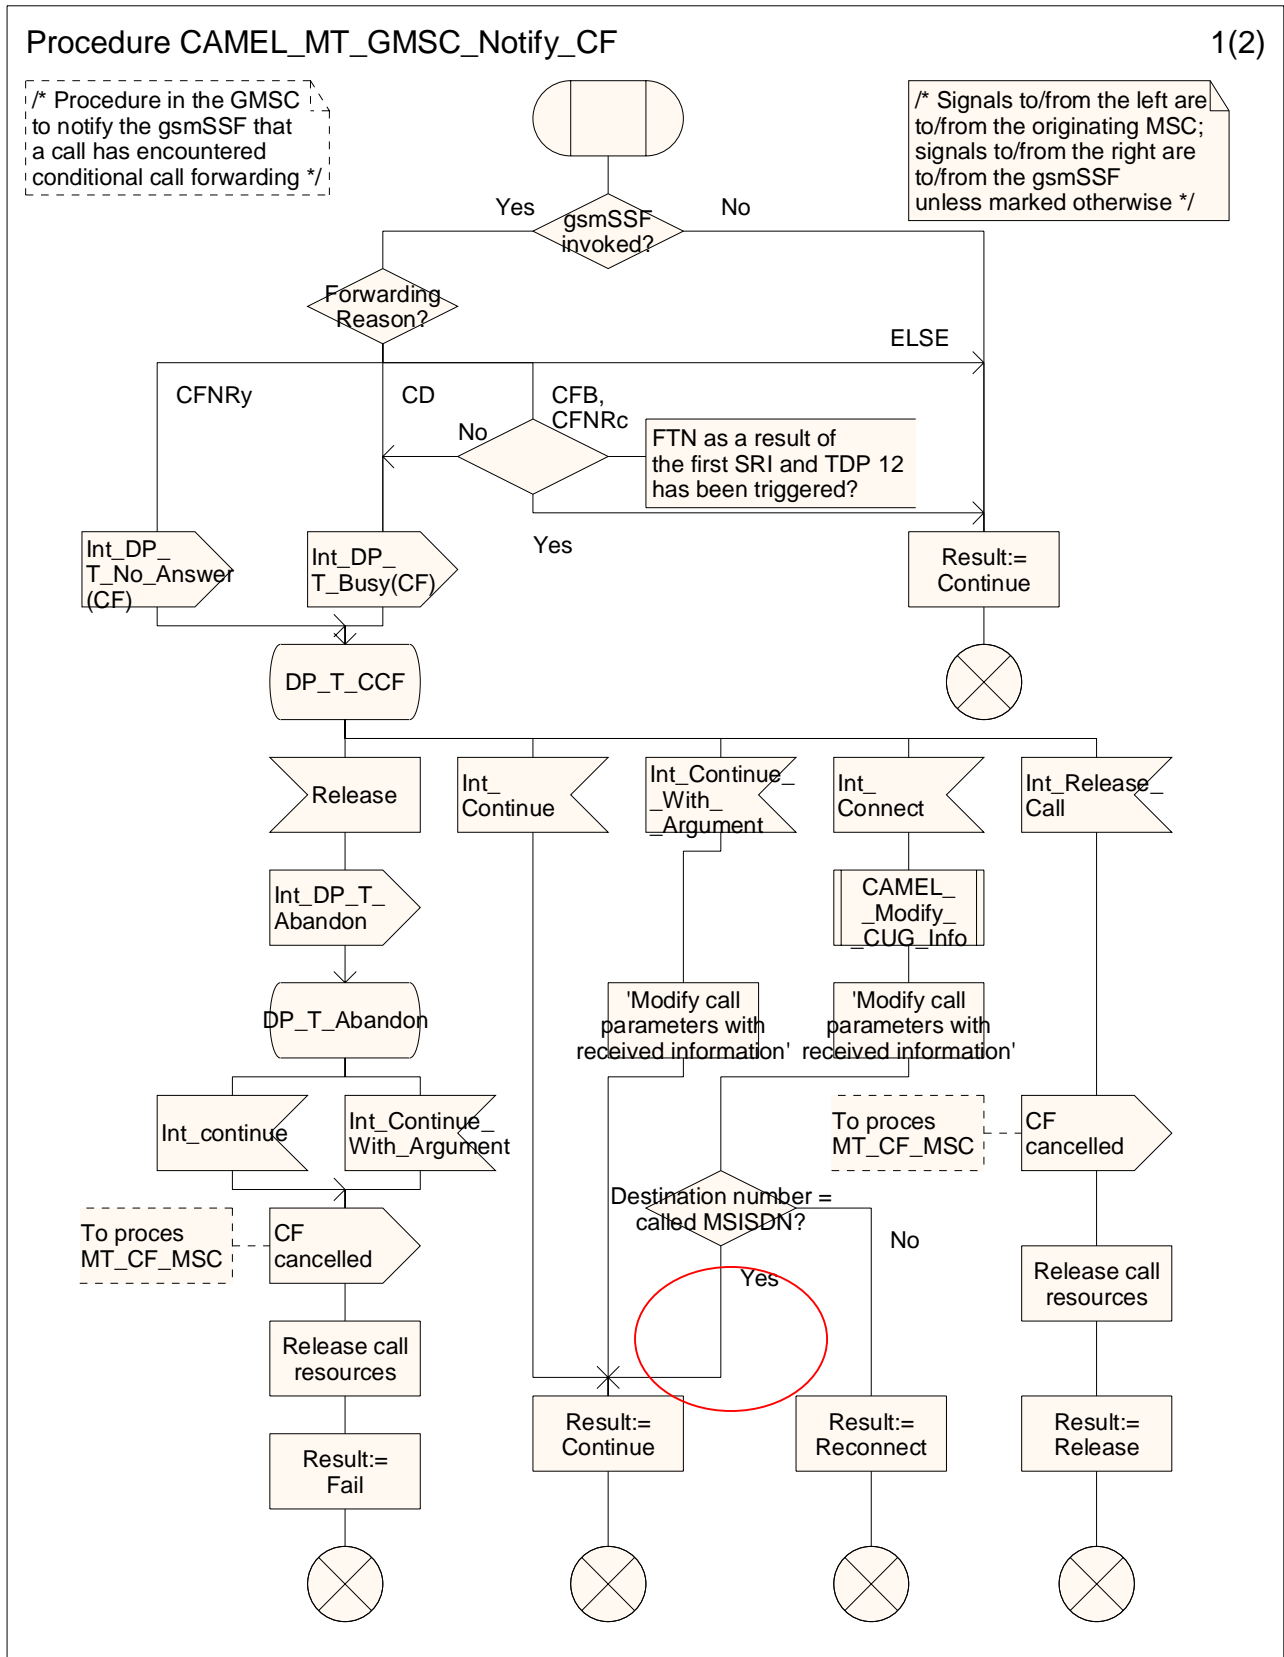 Procedure CAMEL_MT_GMSC_Notify_CF
1(2)
/* Procedure in the GMSC
to notify the gsmSSF that
a call has encountered
conditional call forwarding */
/* Signals to/from the left are
to/from the originating MSC;
signals to/from the right are
to/from the gsmSSF
unless marked otherwise */
Yes
gsmSSF
invoked?
No
Forwarding
Reason?
ELSE
CFNRy
CD
CFB,
CFNRc
No
FTN as a result of
the first SRI and TDP 12
has been triggered?
Yes
Int_DP_
T_No_Answer
(CF)
Int_DP_
T_Busy(CF)
Result:=
Continue
DP_T_CCF
Release
Int_
Continue
Int_Continue_
_With_
_Argument
Int_
Connect
Int_Release_
Call
Int_DP_T_
Abandon
CAMEL_
_Modify_
_CUG_Info
DP_T_Abandon
'Modify call
parameters with
received information'
'Modify call
parameters with
received information'
Int_continue
Int_Continue_
With_Argument
To proces
MT_CF_MSC
CF
cancelled
Destination number =
called MSISDN?
To proces
MT_CF_MSC
CF
cancelled
No
Yes
Release call
resources
Release call
resources
Result:=
Continue
Result:=
Reconnect
Result:=
Release
Result:=
Fail